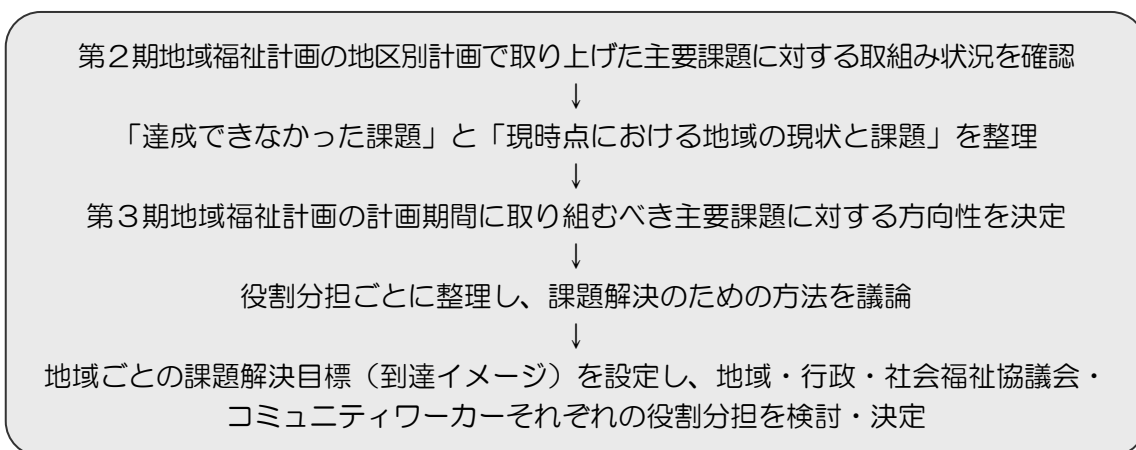 第２期地域福祉計画の地区別計画で取り上げた主要課題に対する取組み状況を確認
↓
「達成できなかった課題」と「現時点における地域の現状と課題」を整理
↓
第３期地域福祉計画の計画期間に取り組むべき主要課題に対する方向性を決定
↓
役割分担ごとに整理し、課題解決のための方法を議論
↓
地域ごとの課題解決目標（到達イメージ）を設定し、地域・行政・社会福祉協議会・
コミュニティワーカーそれぞれの役割分担を検討・決定